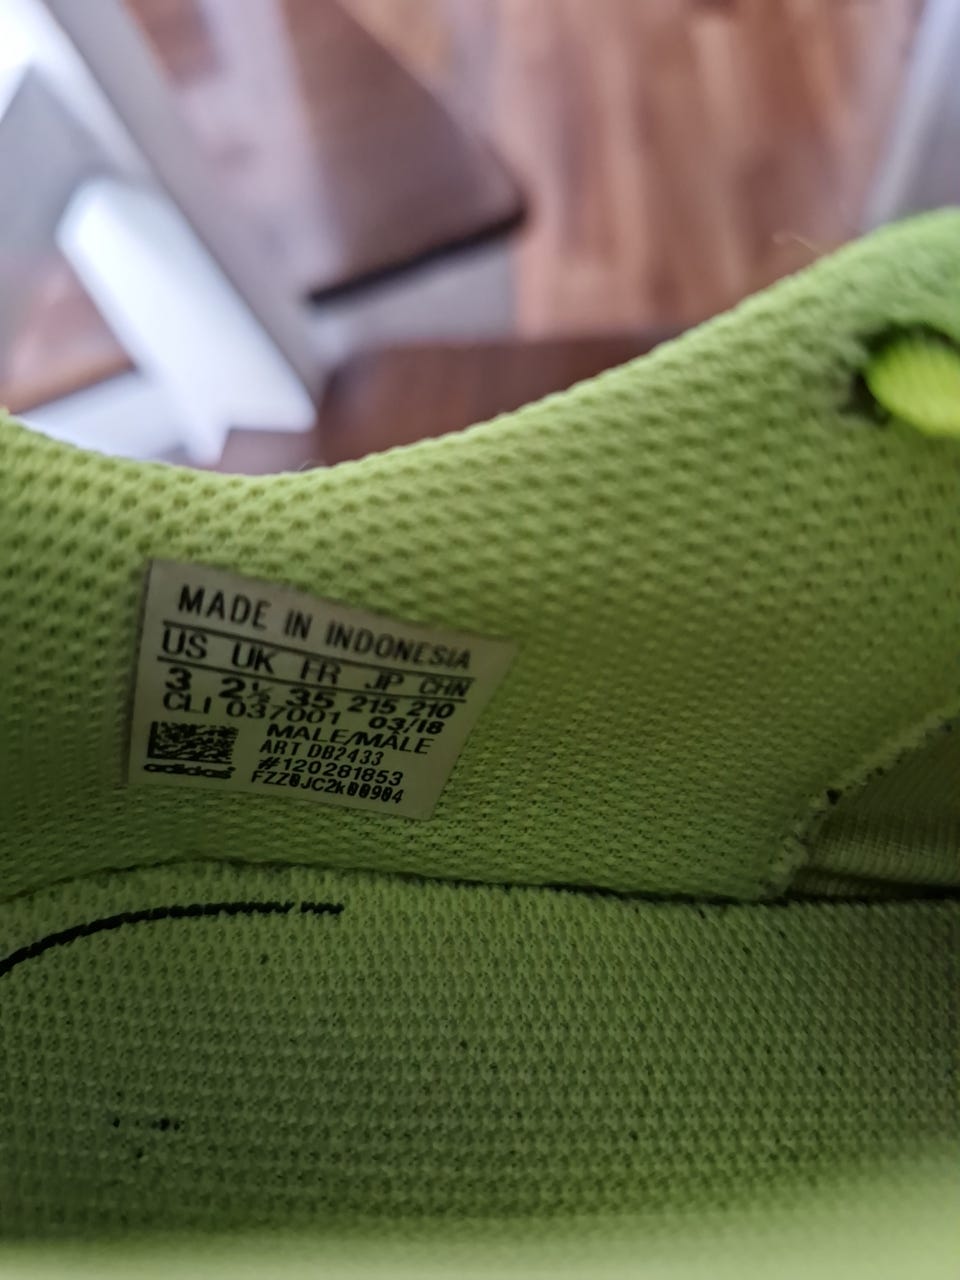 MADE IN INDONESIA
US UK FR JP CHN
3 2½ 35 215 210
CLI 037001 03/18
MALE/MÂLE
ART DB2433
#120281853
FZZ0JC2k00904
adidas